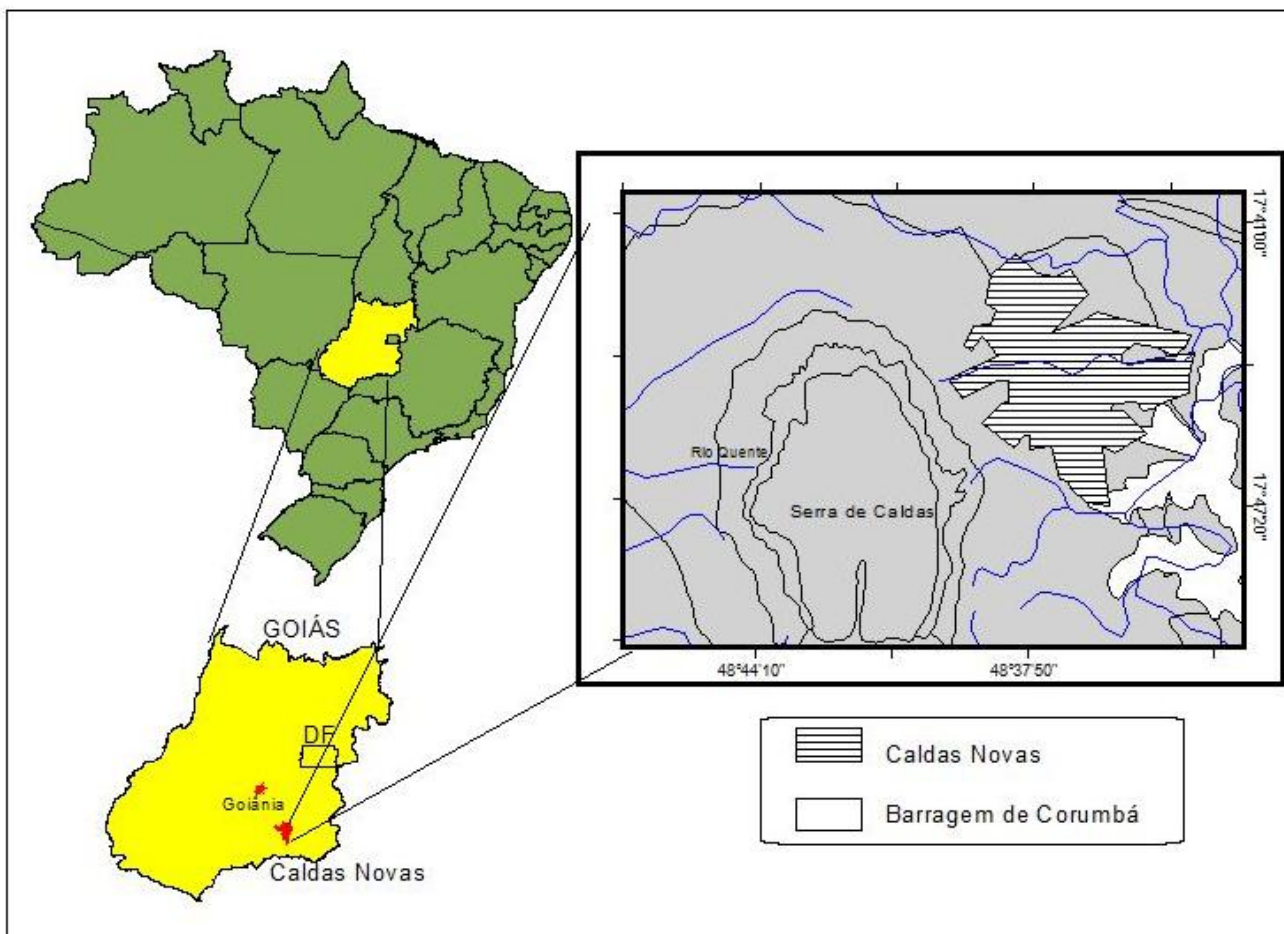 GOIÁS
DF
Goiânia
Caldas Novas
Rio Quente
Serra de Caldas
17°41'00"
17°47'20"
48°44'10"
48°37'50"
Caldas Novas
Barragem de Corumbá